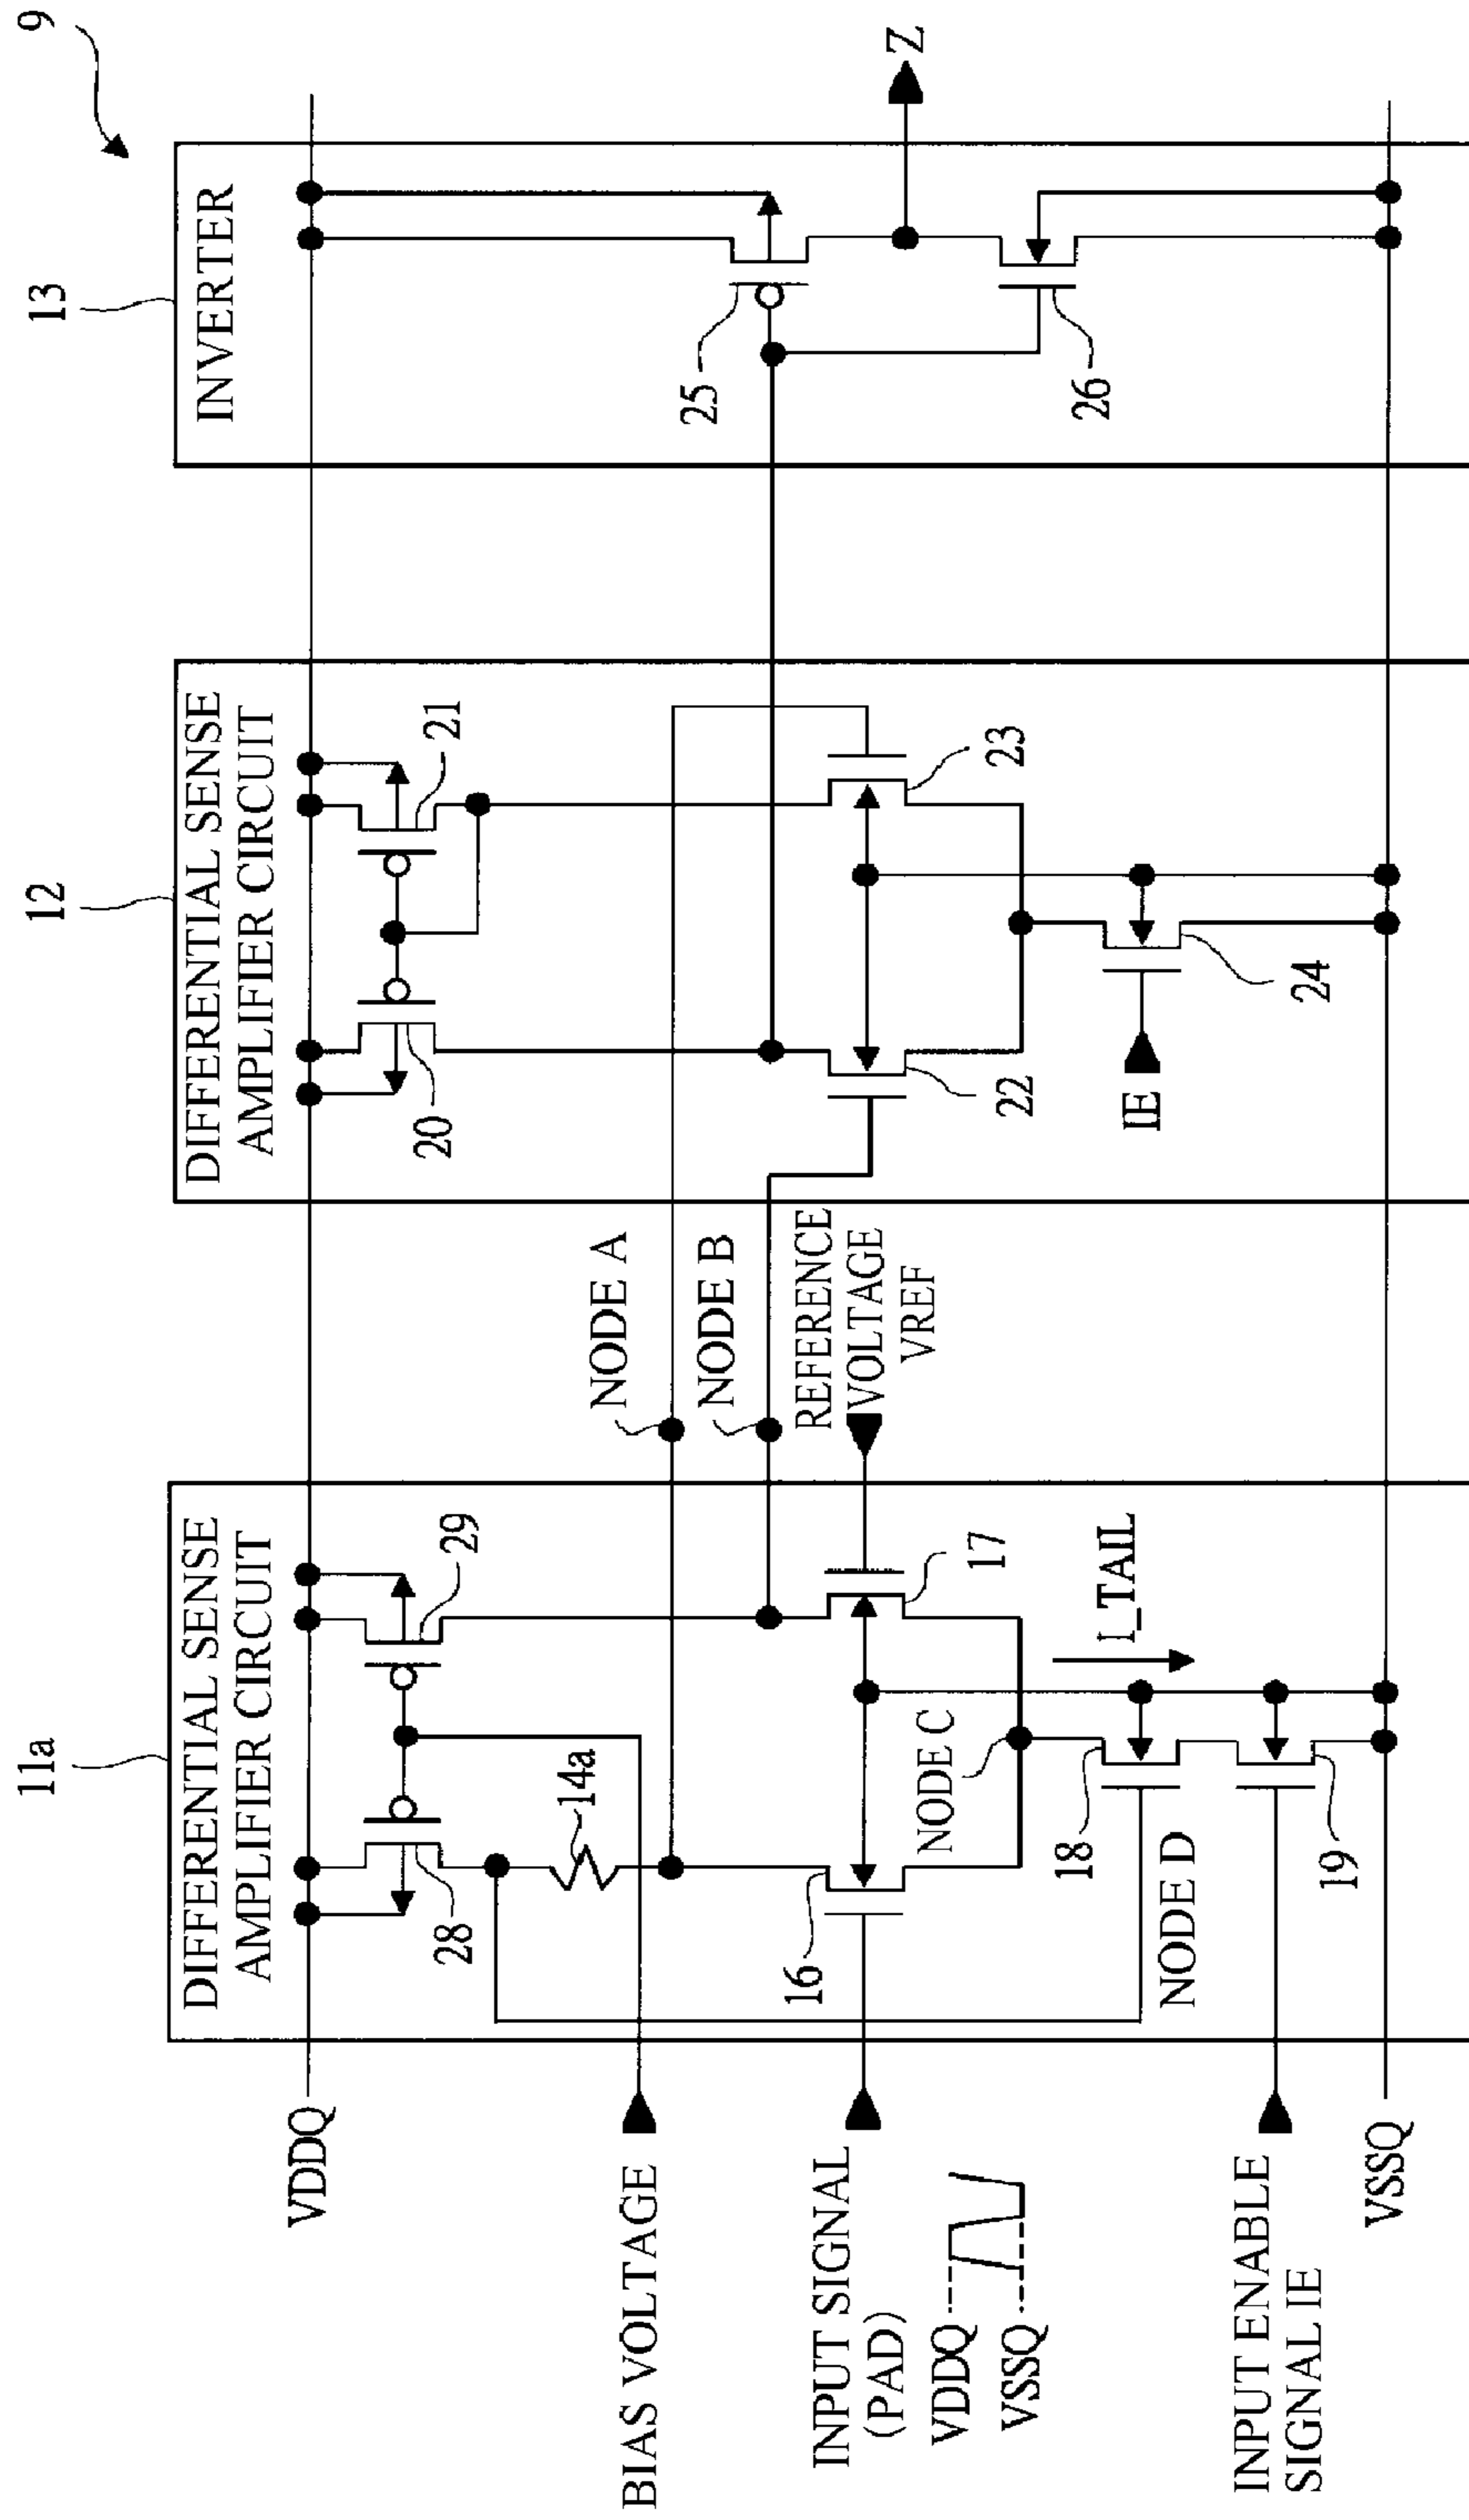 9
11a
12
13
DIFFERENTIAL SENSE
AMPLIFIER CIRCUIT
DIFFERENTIAL SENSE
AMPLIFIER CIRCUIT
INVERTER
VDDQ
28
29
20
21
14a
NODE A
BIAS VOLTAGE
NODE B
25
INPUT SIGNAL
(PAD)
VDDQ
VSSQ
16
17
REFERENCE
VOLTAGE
VREF
22
23
Z
NODE C
18
I_TAIL
IE
24
26
NODE D
19
INPUT ENABLE
SIGNAL IE
VSSQ